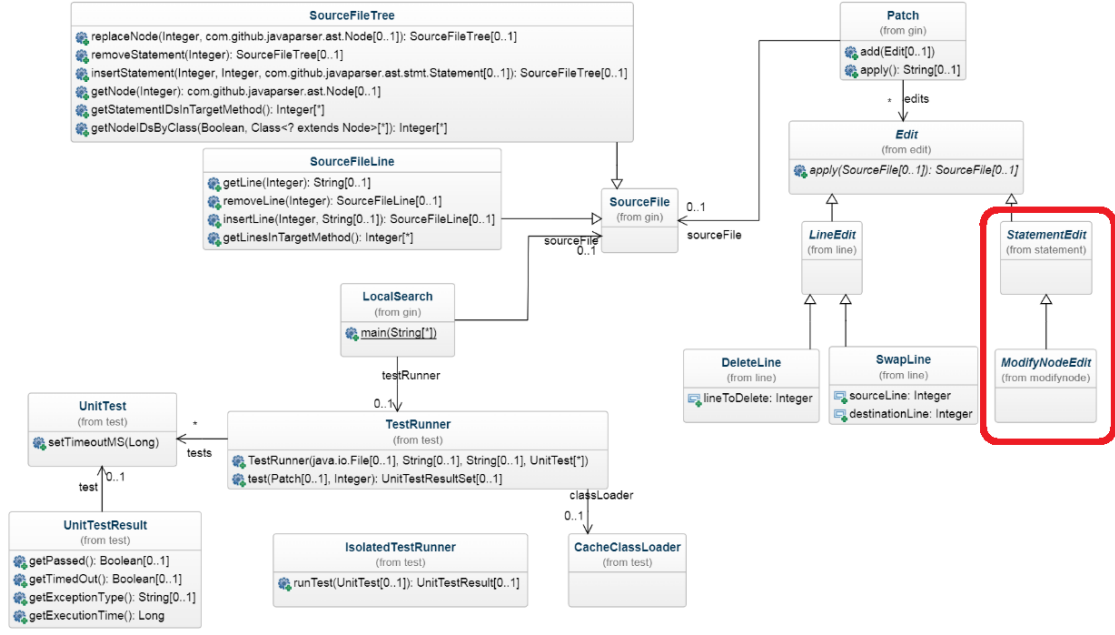 SourceFileTree
replaceNode(Integer, com.github.javaparser.ast.Node[0..1]): SourceFileTree[0..1]
removeStatement(Integer): SourceFileTree[0..1]
insertStatement(Integer, Integer, com.github.javaparser.ast.stmt.Statement[0..1]): SourceFileTree[0..1]
getNode(Integer): com.github.javaparser.ast.Node[0..1]
getStatementIDsInTargetMethod(): Integer[*]
getNodeIDsByClass(Boolean, Class<? extends Node>[*]): Integer[*]
Patch
(from gin)
add(Edit[0..1])
apply(): String[0..1]
* edits
Edit
(from edit)
apply(SourceFile[0..1]): SourceFile[0..1]
SourceFileLine
getLine(Integer): String[0..1]
removeLine(Integer): SourceFileLine[0..1]
insertLine(Integer, String[0..1]): SourceFileLine[0..1]
getLinesInTargetMethod(): Integer[*]
SourceFile
(from gin)
0..1
sourceFile
sourceFile
0..1
LineEdit
(from line)
StatementEdit
(from statement)
LocalSearch
(from gin)
main(String[*])
testRunner
0..1
DeleteLine
(from line)
lineToDelete: Integer
SwapLine
(from line)
sourceLine: Integer
destinationLine: Integer
ModifyNodeEdit
(from modifynode)
UnitTest
(from test)
setTimeoutMS(Long)
*
tests
TestRunner
(from test)
TestRunner(java.io.File[0..1], String[0..1], String[0..1], UnitTest[*])
test(Patch[0..1], Integer): UnitTestResultSet[0..1]
0..1
test
classLoader
0..1
UnitTestResult
(from test)
getPassed(): Boolean[0..1]
getTimedOut(): Boolean[0..1]
getExceptionType(): String[0..1]
getExecutionTime(): Long
IsolatedTestRunner
(from test)
runTest(UnitTest[0..1]): UnitTestResult[0..1]
CacheClassLoader
(from test)